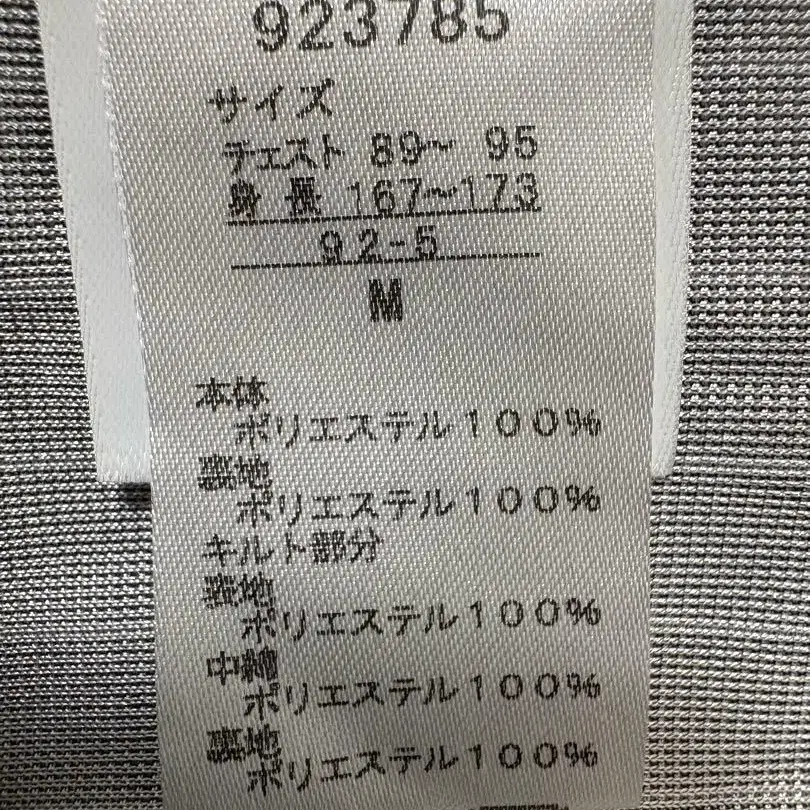 923785
サイズ
チェスト 89～ 95
身 長 167～173
92-5
M
本体
ポリエステル100%
裏地
ポリエステル100%
キルト部分
表地
ポリエステル100%
中綿
ポリエステル100%
裏地
ポリエステル100%